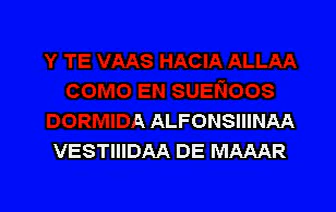 Y TE VAAS HACIA ALLAA
COMO EN SUEÑOOS
DORMIDA ALFONSIIINAA
VESTIIIDAA DE MAAAR